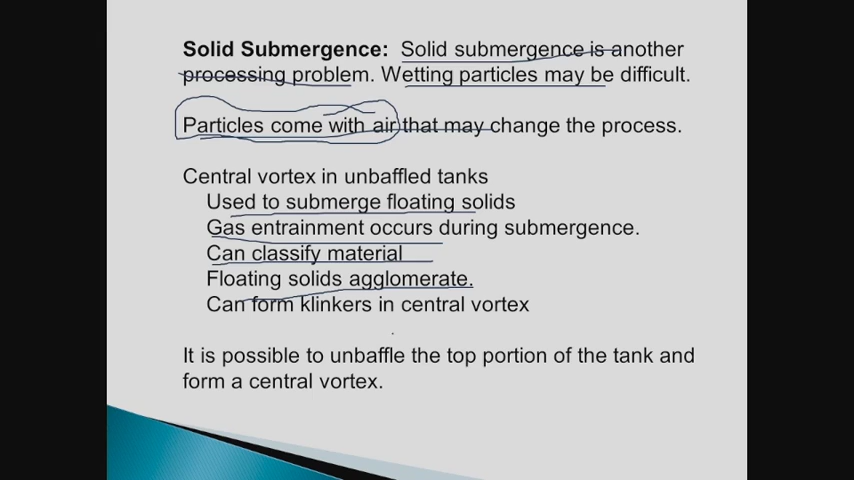 Solid Submergence: Solid submergence is another
processing problem. Wetting particles may be difficult.
Particles come with air that may change the process.
Central vortex in unbaffled tanks
Used to submerge floating solids
Gas entrainment occurs during submergence.
Can classify material
Floating solids agglomerate.
Can form klinkers in central vortex
It is possible to unbaffle the top portion of the tank and
form a central vortex.